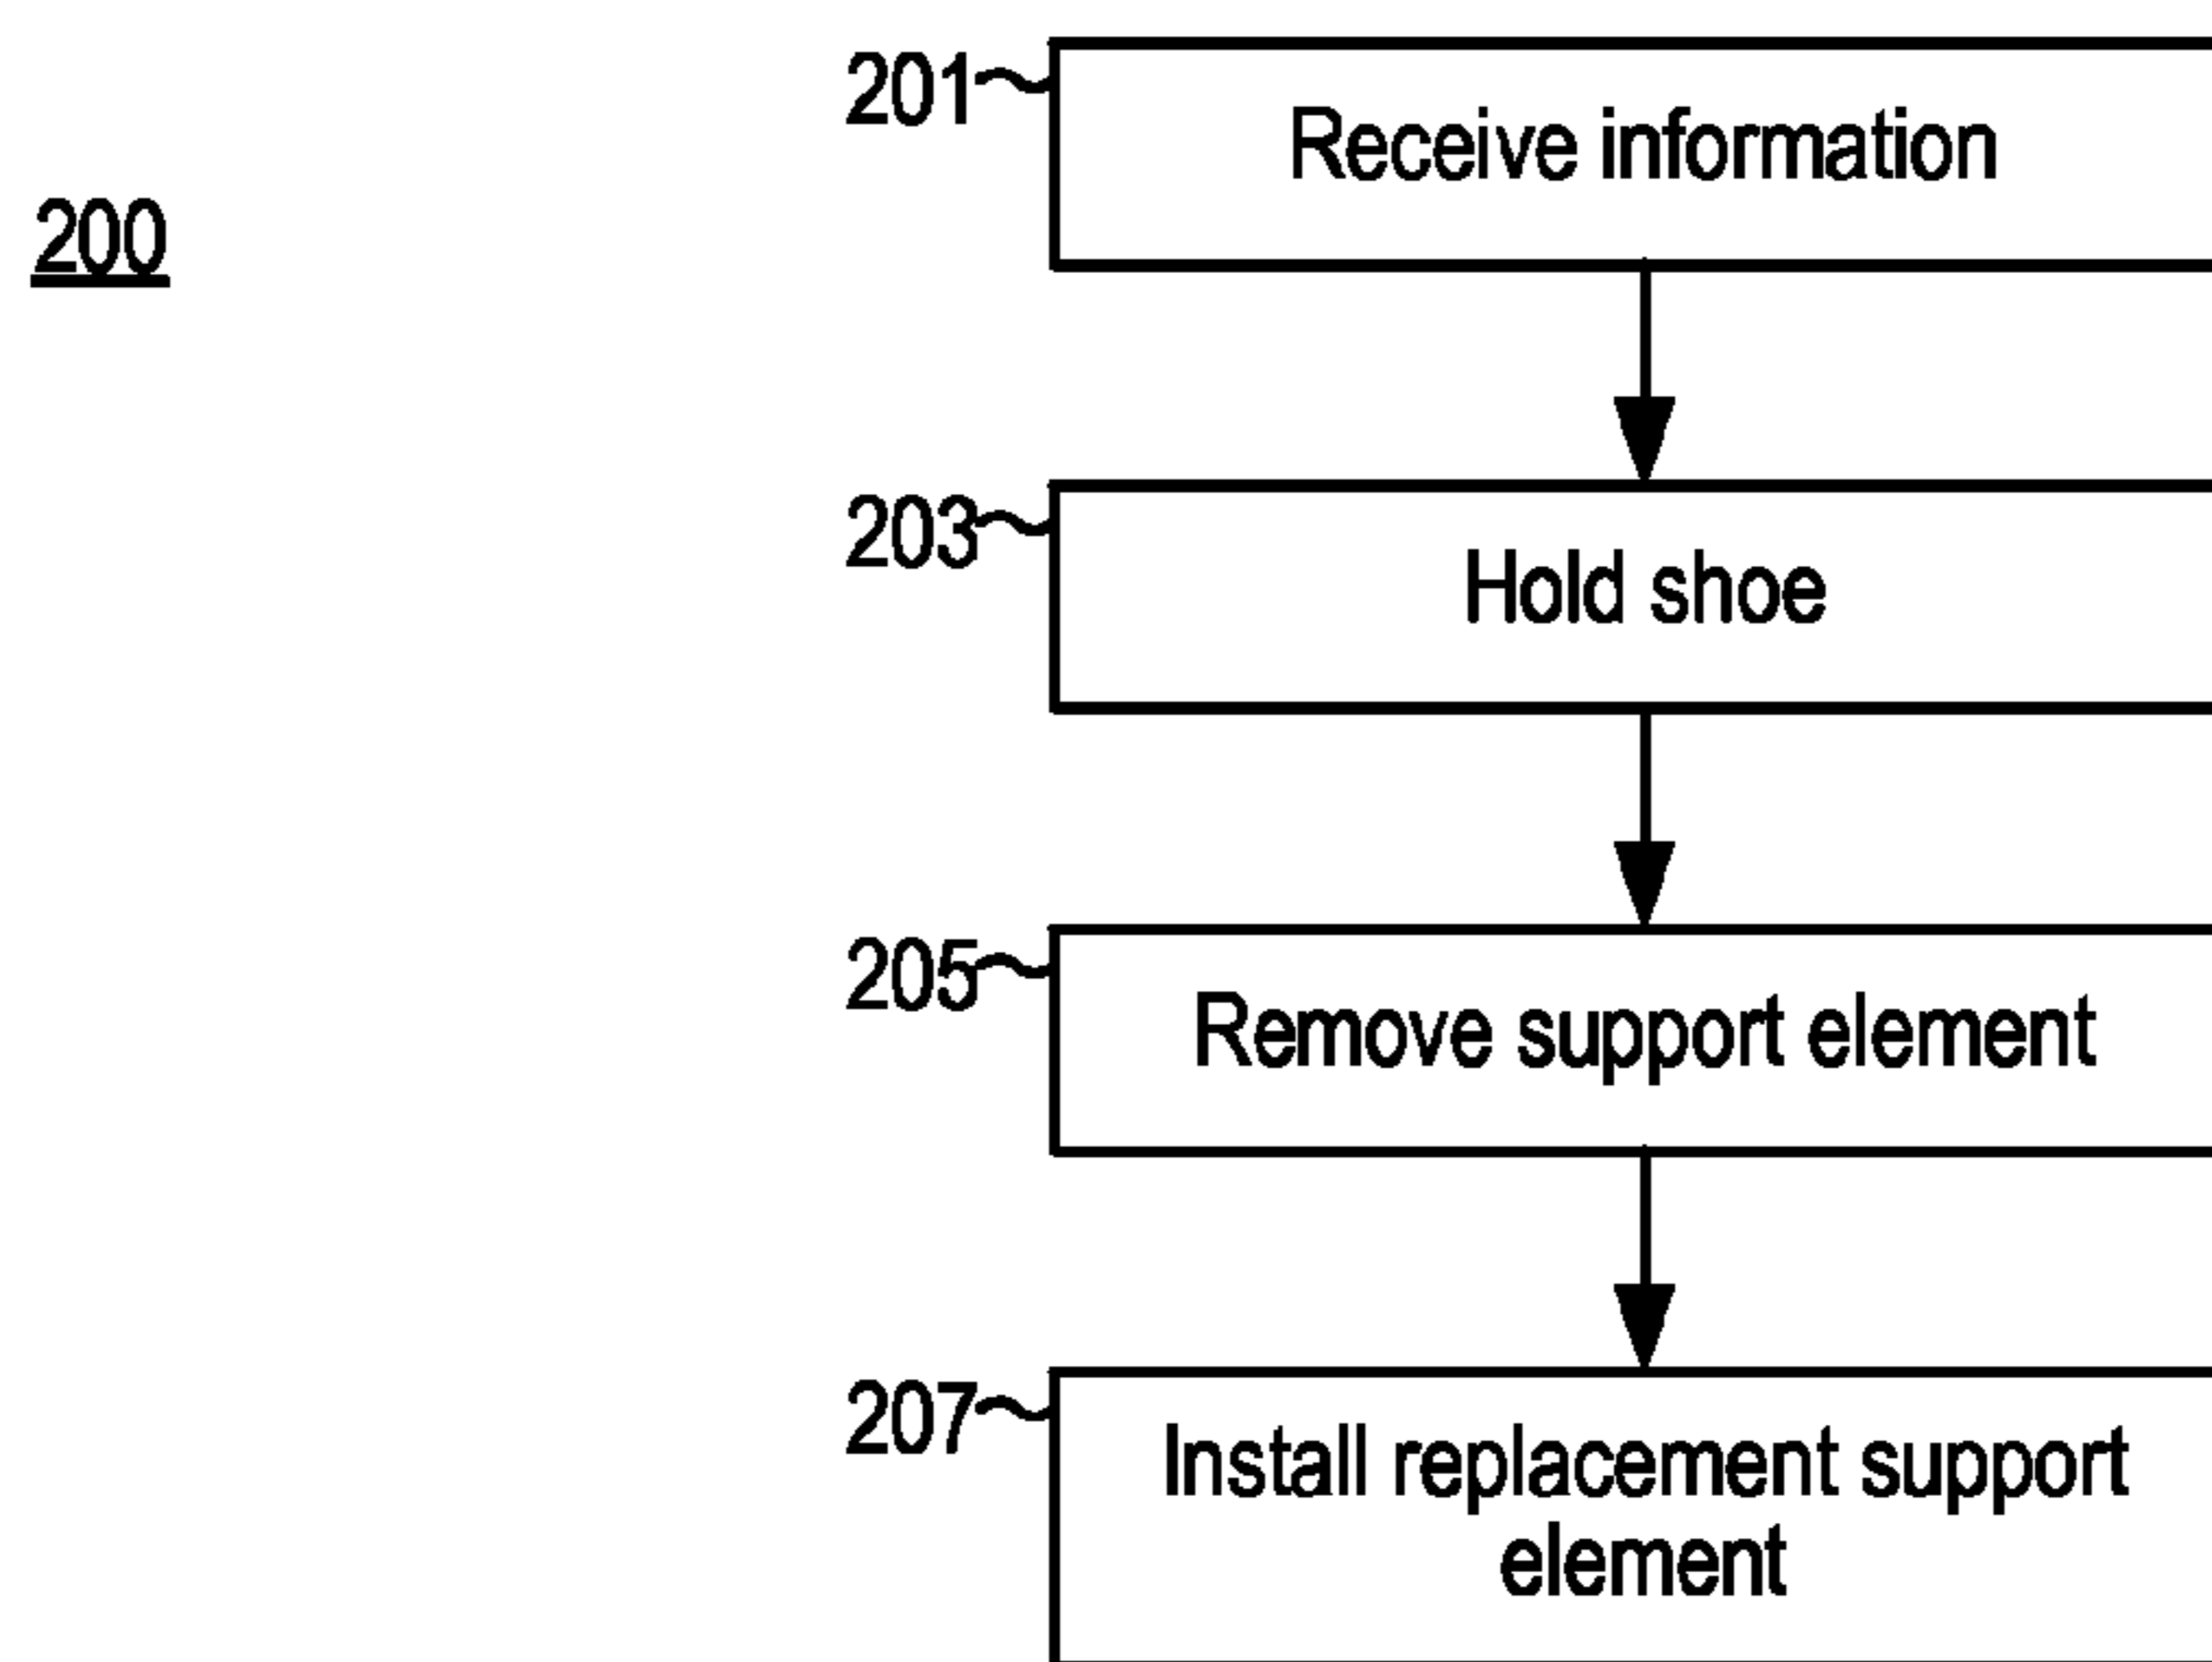 200
201
Receive information
203
Hold shoe
205
Remove support element
207
Install replacement support
element